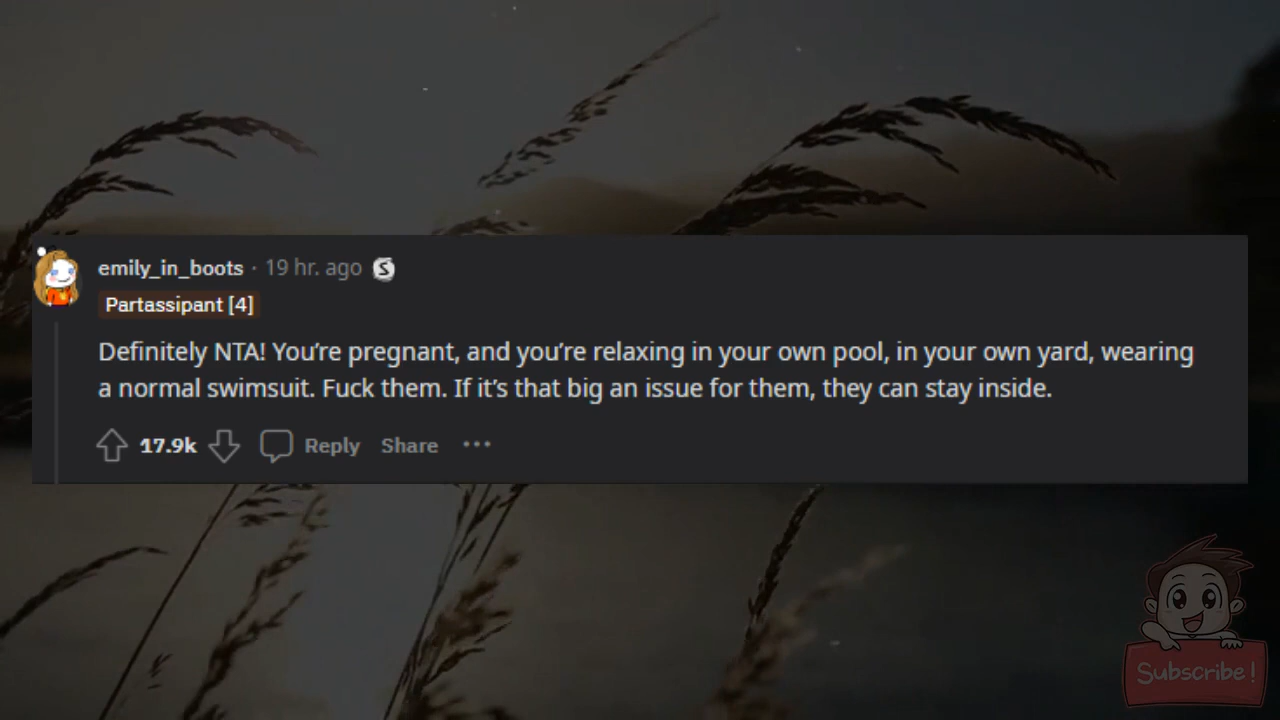 emily_in_boots · 19 hr. ago
Partassipant [4]
Definitely NTA! You’re pregnant, and you’re relaxing in your own pool, in your own yard, wearing
a normal swimsuit. Fuck them. If it’s that big an issue for them, they can stay inside.
17.9k Reply Share •••
Subscribe!